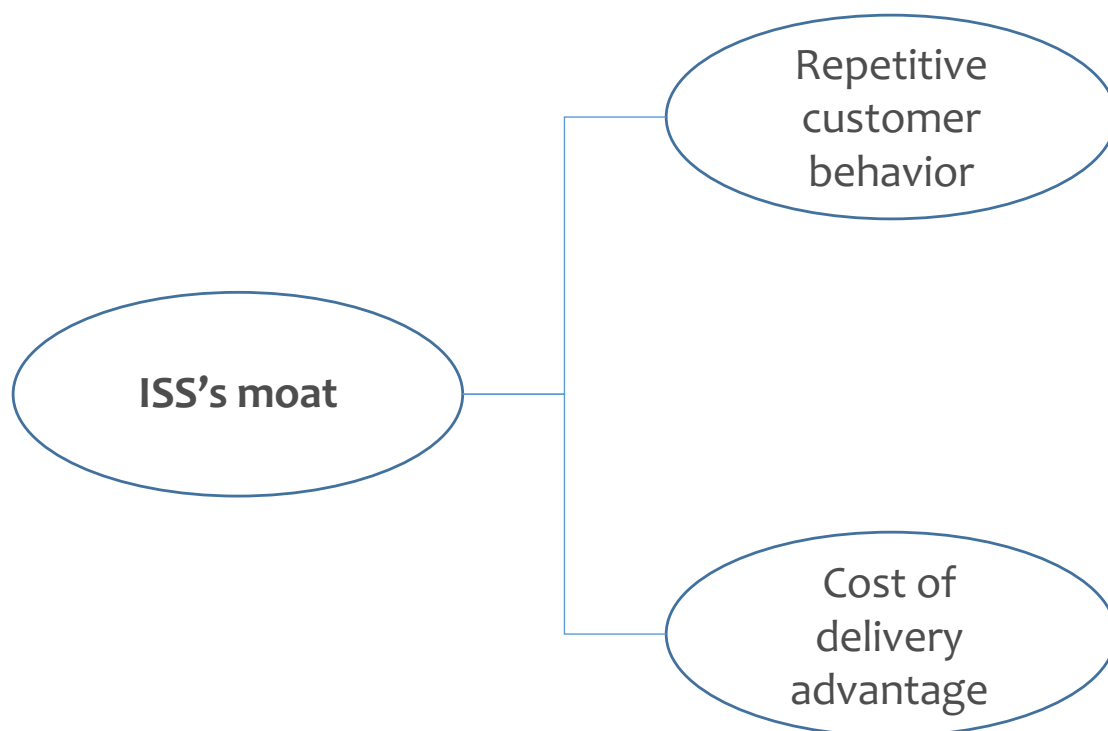 Repetitive
customer
behavior
ISS’s moat
Cost of
delivery
advantage